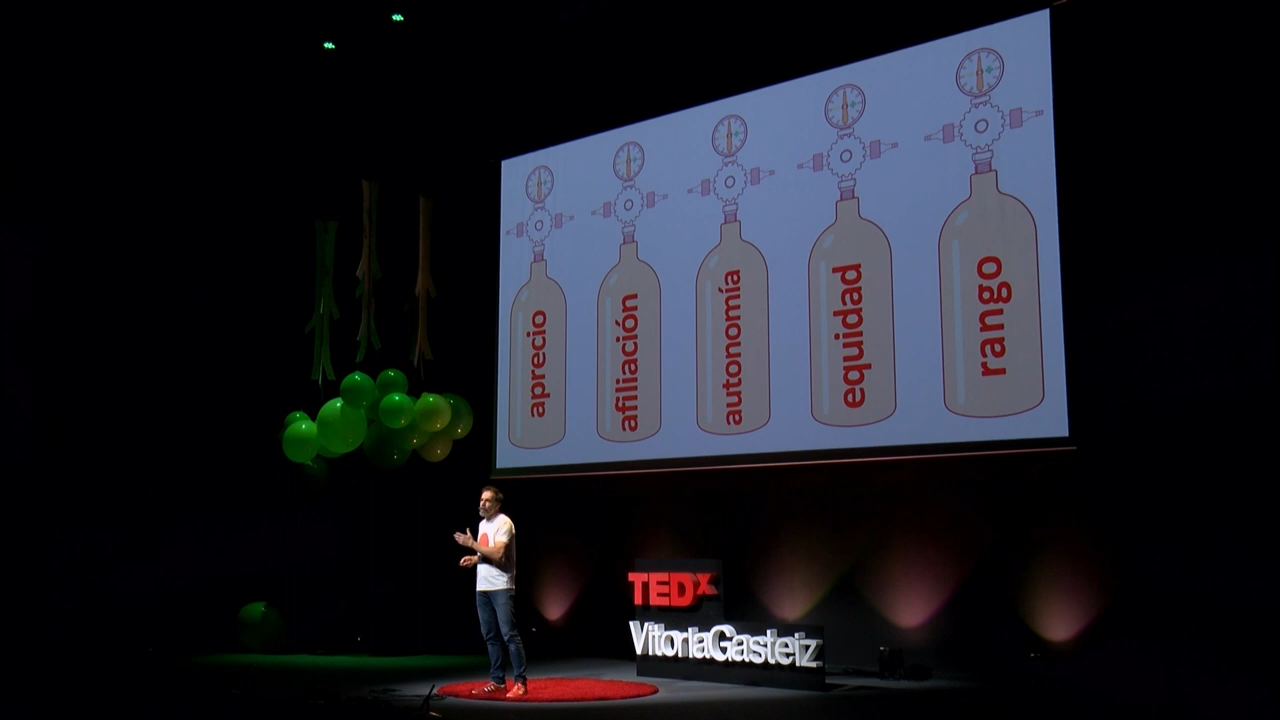 aprecio
afiliación
autonomía
equidad
rango
TEDx
VitoriaGasteiz